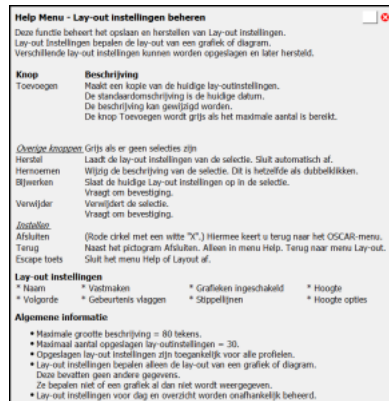 Help Menu - Lay-out instellingen beheren
Deze functie beheert het opslaan en herstellen van Lay-out instellingen.
Lay-out Instellingen bepalen de lay-out van een grafiek of diagram.
Verschillende lay-out instellingen kunnen worden opgeslagen en later hersteld.
Knop Beschrijving
Toevoegen Maakt een kopie van de huidige lay-outinstellingen.
De standaardomschrijving is de huidige datum.
De beschrijving kan gewijzigd worden.
De knop Toevoegen wordt grijs als het maximale aantal is bereikt.
Overige knoppen Grijs als er geen selecties zijn
Herstel Laadt de lay-out instellingen van de selectie. Sluit automatisch af.
Hernoemen Wijzig de beschrijving van de selectie. Dit is hetzelfde als dubbelklikken.
Bijwerken Slaat de huidige Lay-out instellingen op in de selectie.
Vraagt om bevestiging.
Verwijder Verwijdert de selectie.
Vraagt om bevestiging.
Instellen
Afsluiten (Rode cirkel met een witte "X".) Hiermee keert u terug naar het OSCAR-menu.
Terug Naast het pictogram Afsluiten. Alleen in menu Help. Terug naar menu Lay-out.
Escape toets Sluit het menu Help of Layout af.
Lay-out instellingen
* Naam * Vastmaken * Grafieken ingeschakeld * Hoogte
* Volgorde * Gebeurtenis vlaggen * Stippellijnen * Hoogte opties
Algemene informatie
• Maximale grootte beschrijving = 80 tekens.
• Maximaal aantal opgeslagen lay-outinstellingen = 30.
• Opgeslagen lay-out instellingen zijn toegankelijk voor alle profielen.
• Lay-out instellingen bepalen alleen de lay-out van een grafiek of diagram.
Deze bevatten geen andere gegevens.
Ze bepalen niet of een grafiek al dan niet wordt weergegeven.
• Lay-out instellingen voor dag en overzicht worden onafhankelijk beheerd.